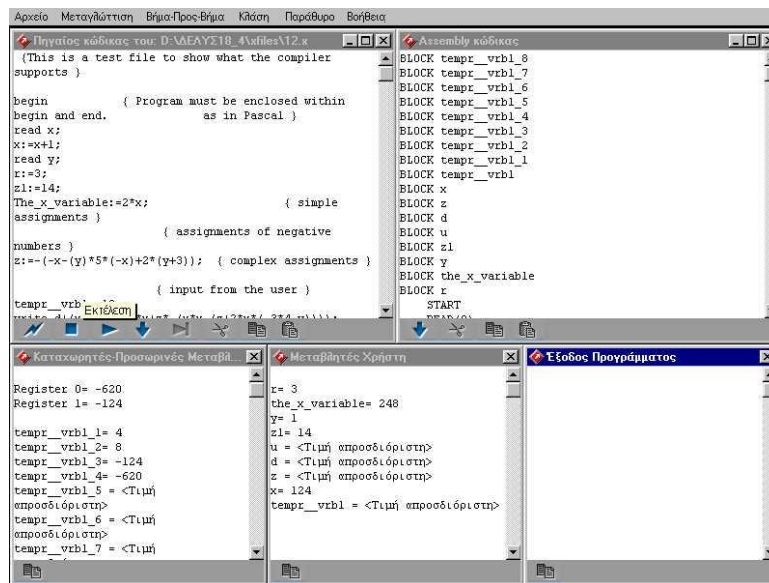 Αρχείο Μεταγλώττιση Βήμα-Προς-Βήμα Κλάση Παράθυρο Βοήθεια
Πηγαίος κώδικας του: D:\ΔΕΛΥΣ18_4\xfiles\12.x
{This is a test file to show what the compiler
supports }
begin { Program must be enclosed within
begin and end. as in Pascal }
read x;
x:=x+1;
read y;
r:=3;
z1:=14;
The_x_variable:=2*x; { simple
assignments }
{ assignments of negative
numbers }
z:=-(-x-(y)*5*(-x)+2*(y+3)); { complex assignments }
{ input from the user }
Εκτέλεση
Assembly κώδικας
BLOCK tempr__vrbl_8
BLOCK tempr__vrbl_7
BLOCK tempr__vrbl_6
BLOCK tempr__vrbl_5
BLOCK tempr__vrbl_4
BLOCK tempr__vrbl_3
BLOCK tempr__vrbl_2
BLOCK tempr__vrbl_1
BLOCK tempr__vrbl
BLOCK x
BLOCK z
BLOCK d
BLOCK u
BLOCK z1
BLOCK y
BLOCK the_x_variable
BLOCK r
START
Καταχωρητές-Προσωρινές Μεταβλ...
Register 0= -620
Register 1= -124
tempr__vrbl_1= 4
tempr__vrbl_2= 8
tempr__vrbl_3= -124
tempr__vrbl_4= -620
tempr__vrbl_5 = <Τιμή
απροσδιόριστη>
tempr__vrbl_6 = <Τιμή
απροσδιόριστη>
tempr__vrbl_7 = <Τιμή
Μεταβλητές Χρήστη
r= 3
the_x_variable= 248
y= 1
z1= 14
u = <Τιμή απροσδιόριστη>
d = <Τιμή απροσδιόριστη>
z = <Τιμή απροσδιόριστη>
x= 124
tempr__vrbl = <Τιμή απροσδιόριστη>
Έξοδος Προγράμματος